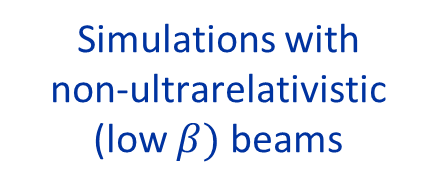 Simulations with
non-ultrarelativistic
(low β) beams